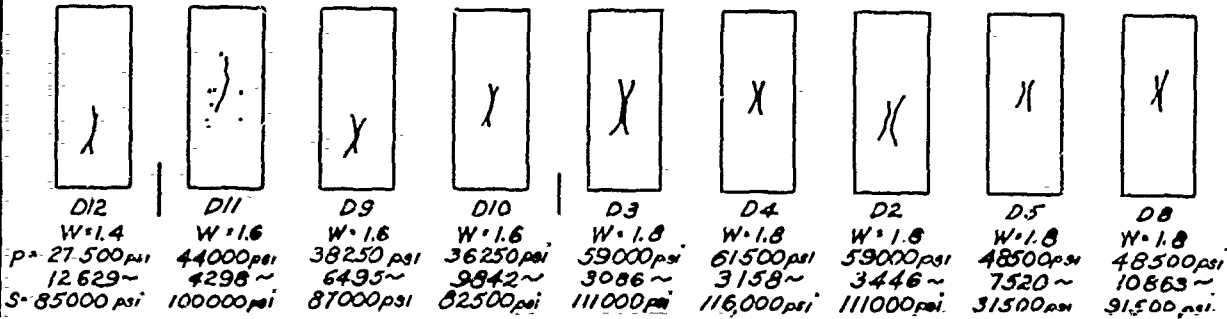 D12 D11 D9 D10 D3 D4 D2 D5 D8
W=1.4 W=1.6 W=1.6 W=1.6 W=1.8 W=1.8 W=1.8 W=1.8 W=1.8
P= 27500psi 44000psi 38250psi 36250psi 59000psi 61500psi 59000psi 48500psi 48500psi
12629~ 4298~ 6495~ 9842~ 3086~ 3158~ 3446~ 7520~ 10863~
S= 85000psi 100000psi 87000psi 82500psi 111000psi 116,000psi 111000psi 31500psi 91500psi